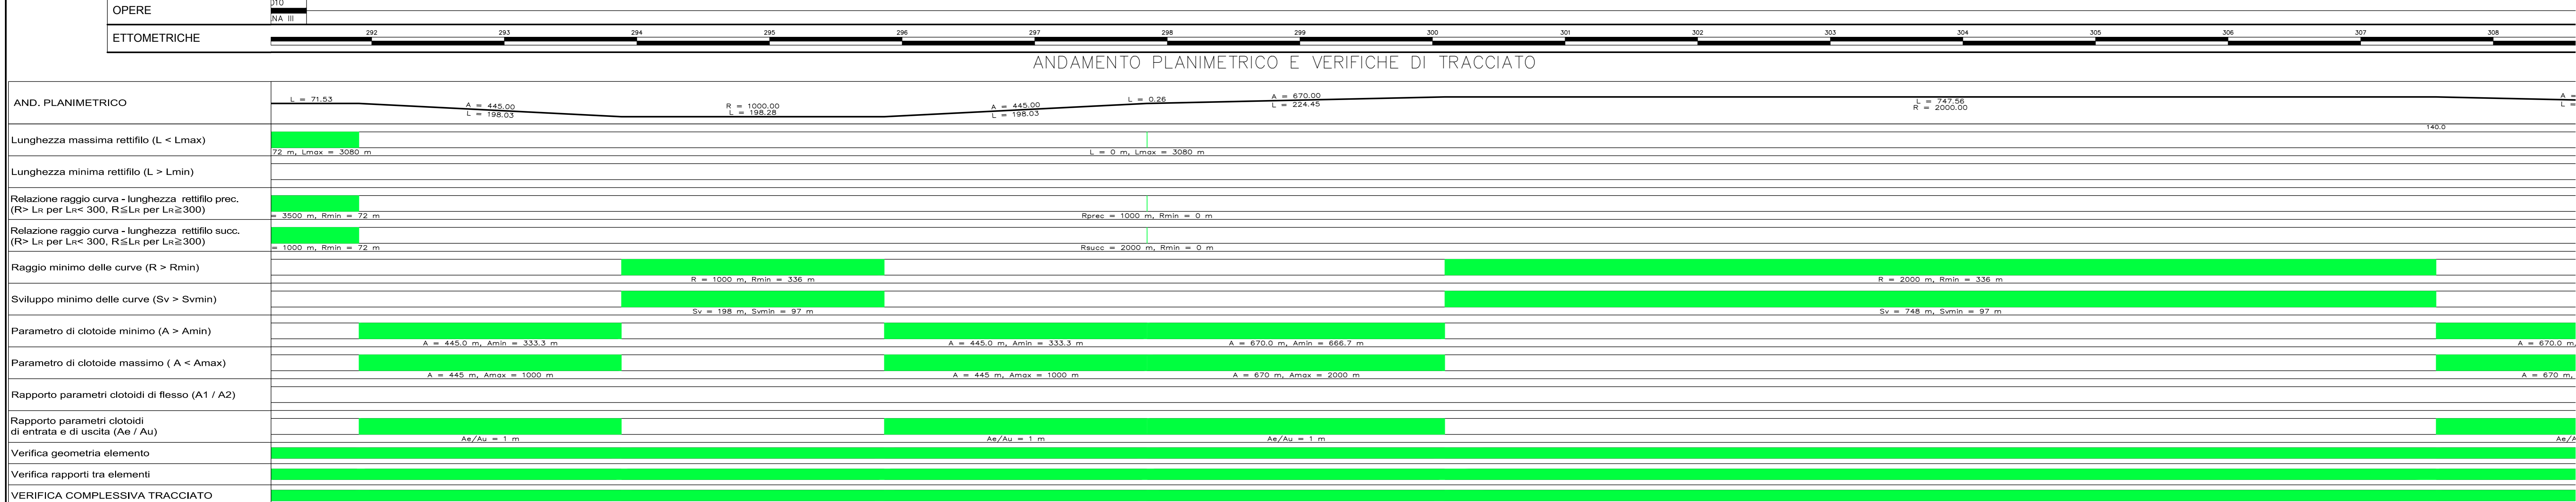 OPERE
NA III
ETTOMETRICHE
292 293 294 295 296 297 298 299 300 301 302 303 304 305 306 307 308
ANDAMENTO PLANIMETRICO E VERIFICHE DI TRACCIATO
AND. PLANIMETRICO
L = 71.53
A = 445.00
L = 198.03
R = 1000.00
L = 198.28
A = 445.00
L = 198.03
L = 0.26
A = 670.00
L = 224.45
L = 747.56
R = 2000.00
A =
L =
140.0
Lunghezza massima rettifilo (L < Lmax)
72 m, Lmax = 3080 m
L = 0 m, Lmax = 3080 m
Lunghezza minima rettifilo (L > Lmin)
Relazione raggio curva - lunghezza rettifilo prec.
(R> LR per LR< 300, R≦LR per LR≧300)
= 3500 m, Rmin = 72 m
Rprec = 1000 m, Rmin = 0 m
Relazione raggio curva - lunghezza rettifilo succ.
(R> LR per LR< 300, R≦LR per LR≧300)
= 1000 m, Rmin = 72 m
Rsucc = 2000 m, Rmin = 0 m
Raggio minimo delle curve (R > Rmin)
R = 1000 m, Rmin = 336 m
R = 2000 m, Rmin = 336 m
Sviluppo minimo delle curve (Sv > Svmin)
Sv = 198 m, Svmin = 97 m
Sv = 748 m, Svmin = 97 m
Parametro di clotoide minimo (A > Amin)
A = 445.0 m, Amin = 333.3 m
A = 445.0 m, Amin = 333.3 m
A = 670.0 m, Amin = 666.7 m
A = 670.0 m,
Parametro di clotoide massimo ( A < Amax)
A = 445 m, Amax = 1000 m
A = 445 m, Amax = 1000 m
A = 670 m, Amax = 2000 m
A = 670 m,
Rapporto parametri clotoidi di flesso (A1 / A2)
Rapporto parametri clotoidi
di entrata e di uscita (Ae / Au)
Ae/Au = 1 m
Ae/Au = 1 m
Ae/Au = 1 m
Ae/A
Verifica geometria elemento
Verifica rapporti tra elementi
VERIFICA COMPLESSIVA TRACCIATO